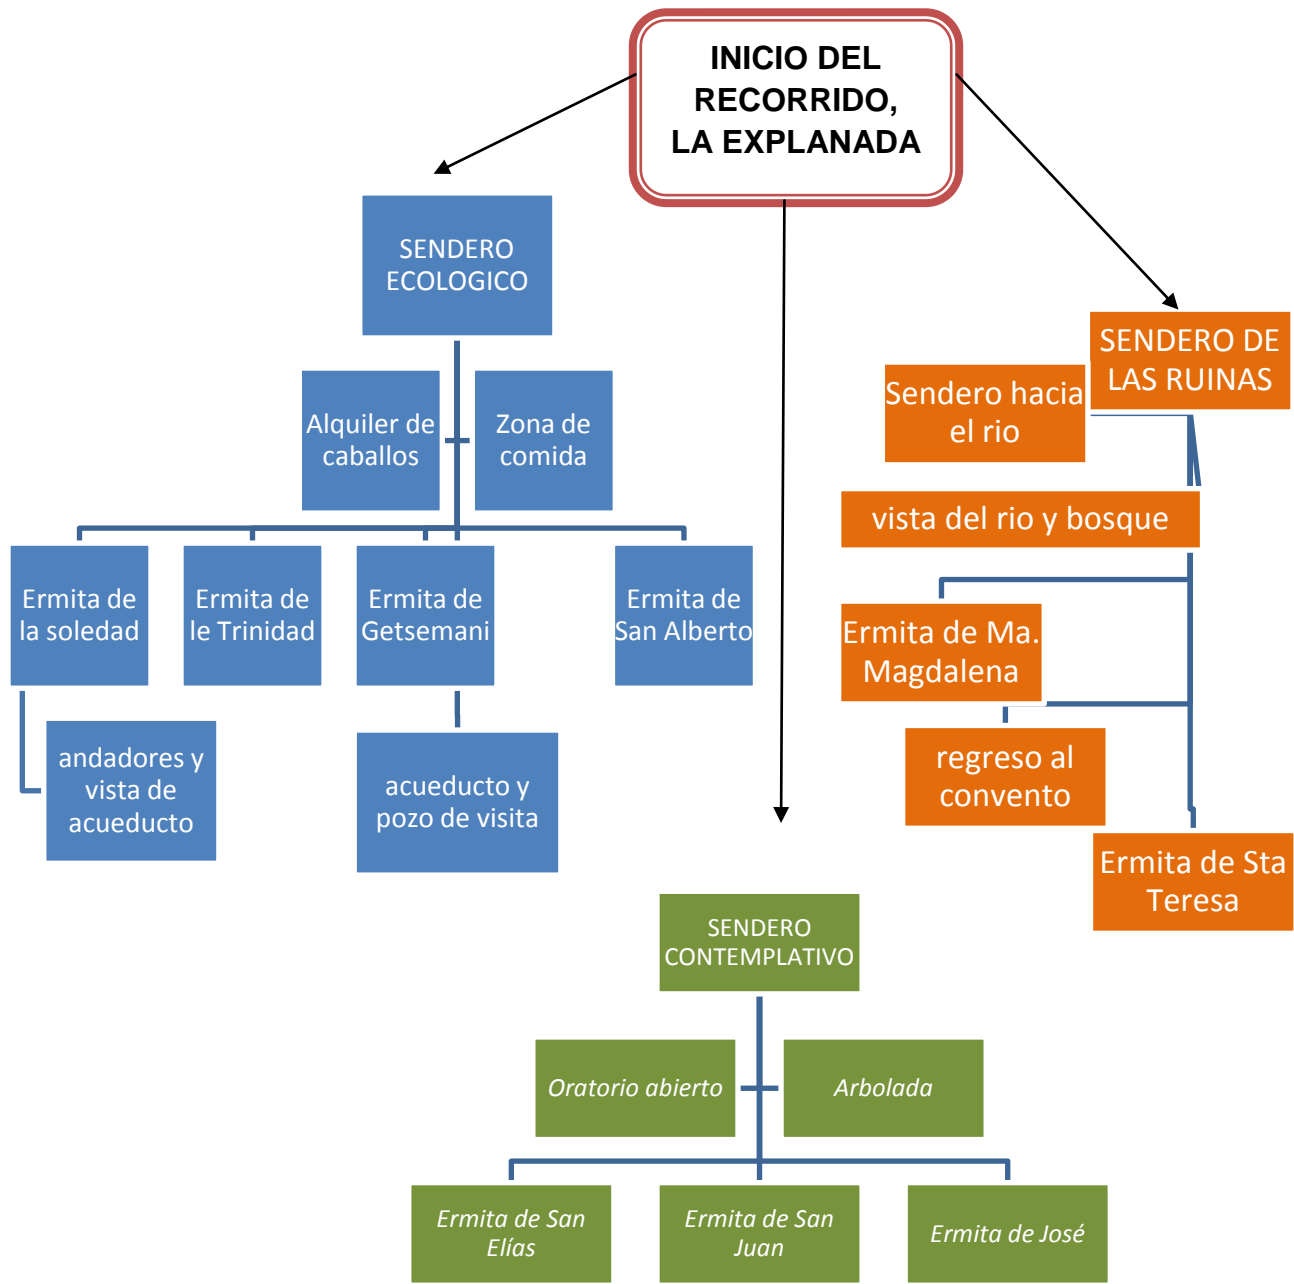 INICIO DEL
RECORRIDO,
LA EXPLANADA
SENDERO
ECOLOGICO
Alquiler de
caballos
Zona de
comida
Ermita de
la soledad
Ermita de
le Trinidad
Ermita de
Getsemani
Ermita de
San Alberto
andadores y
vista de
acueducto
acueducto y
pozo de visita
SENDERO DE
LAS RUINAS
Sendero hacia
el rio
vista del rio y bosque
Ermita de Ma.
Magdalena
regreso al
convento
Ermita de Sta
Teresa
SENDERO
CONTEMPLATIVO
Oratorio abierto
Arbolada
Ermita de San
Elías
Ermita de San
Juan
Ermita de José